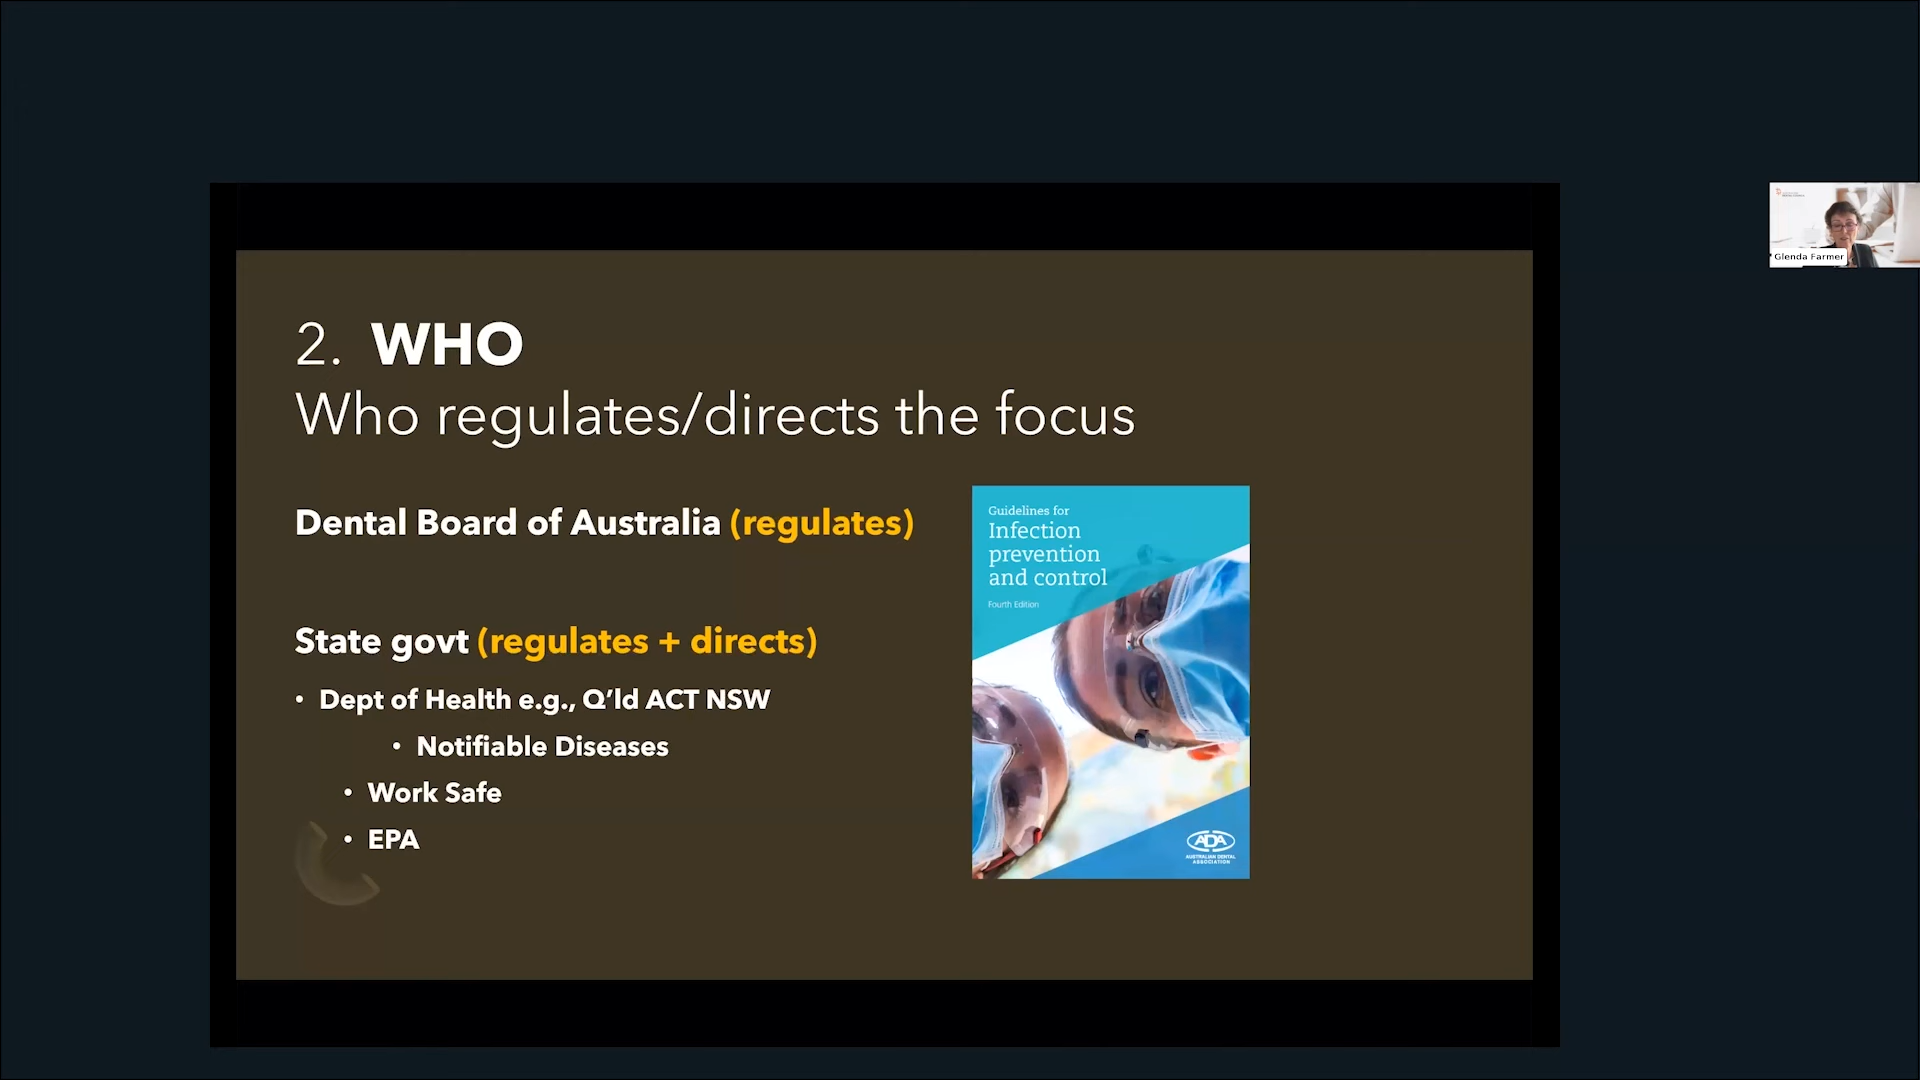 2. WHO
Who regulates/directs the focus
Dental Board of Australia (regulates)
State govt (regulates + directs)
• Dept of Health e.g., Q’ld ACT NSW
• Notifiable Diseases
• Work Safe
• EPA
Guidelines for
Infection
prevention
and control
Fourth Edition
ADA
AUSTRALIAN DENTAL
ASSOCIATION
Glenda Farmer